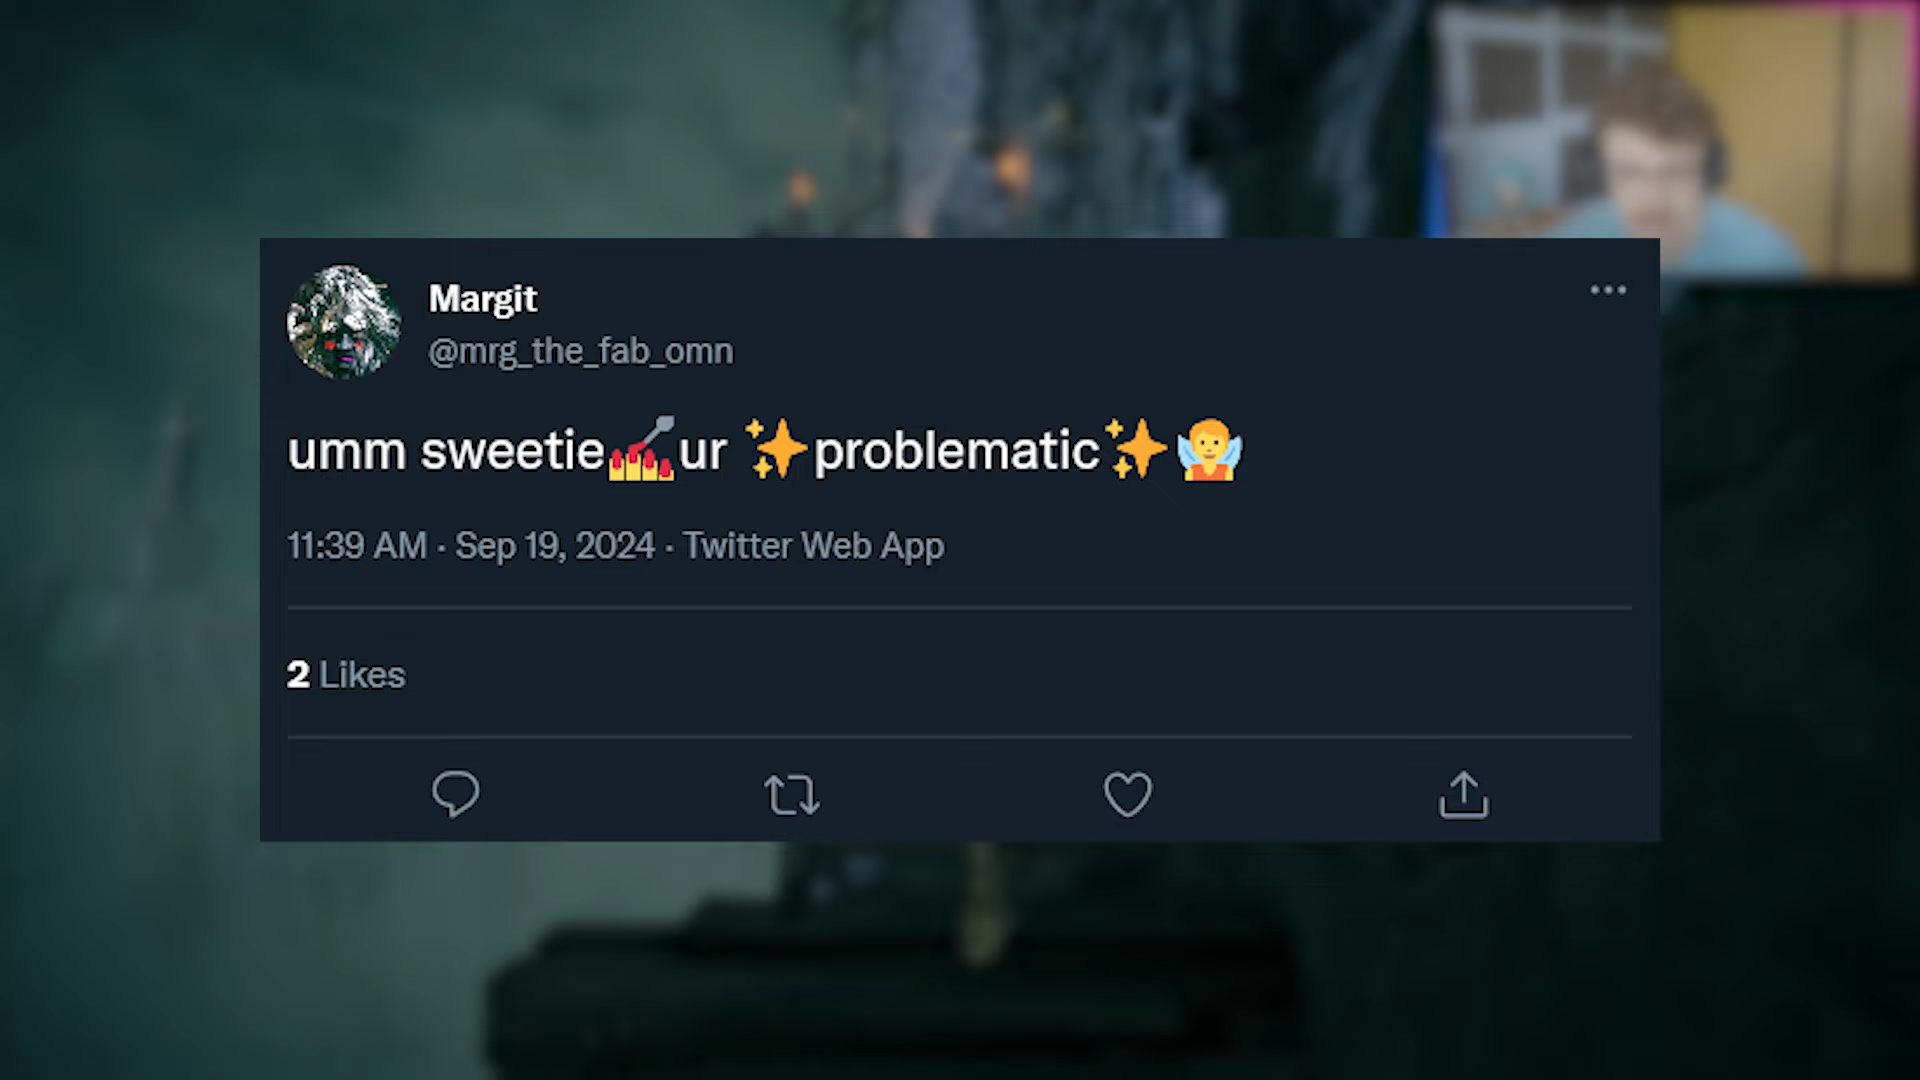 Margit
@mrg_the_fab_omn
umm sweetie💅ur ✨problematic✨🧚
11:39 AM · Sep 19, 2024 · Twitter Web App
2 Likes